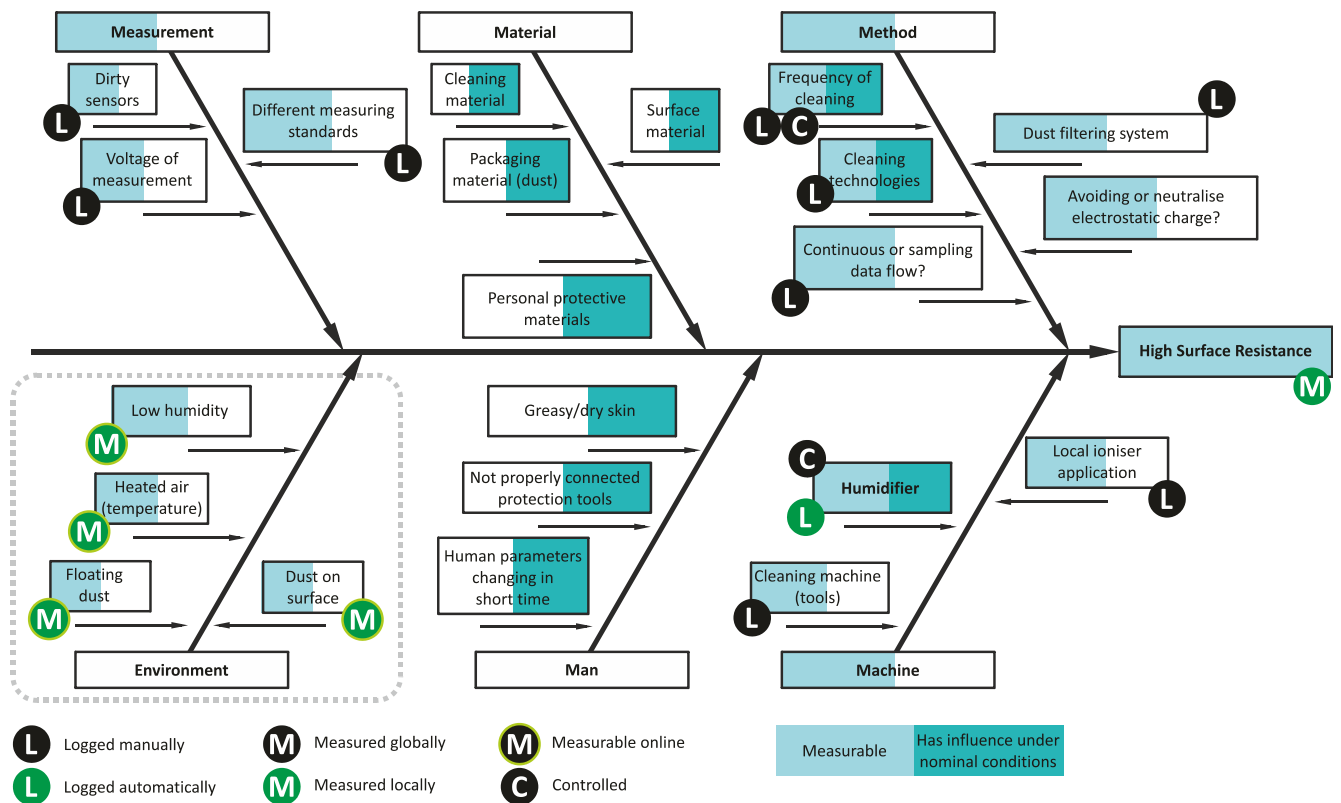 Measurement
Material
Method
Dirty
sensors
L
Different measuring
standards
L
Voltage of
measurement
L
Cleaning
material
Surface
material
Packaging
material (dust)
Personal protective
materials
Frequency of
cleaning
L C
L
Dust filtering system
Cleaning
technologies
L
Avoiding or neutralise
electrostatic charge?
Continuous or sampling
data flow?
L
High Surface Resistance
M
Low humidity
M
Heated air
(temperature)
M
Floating
dust
M
Dust on
surface
M
Environment
Greasy/dry skin
Not properly connected
protection tools
Human parameters
changing in
short time
Man
C
Humidifier
L
Local ioniser
application
L
Cleaning machine
(tools)
L
Machine
L Logged manually
M Measured globally
M Measurable online
L Logged automatically
M Measured locally
C Controlled
Measurable
Has influence under
nominal conditions